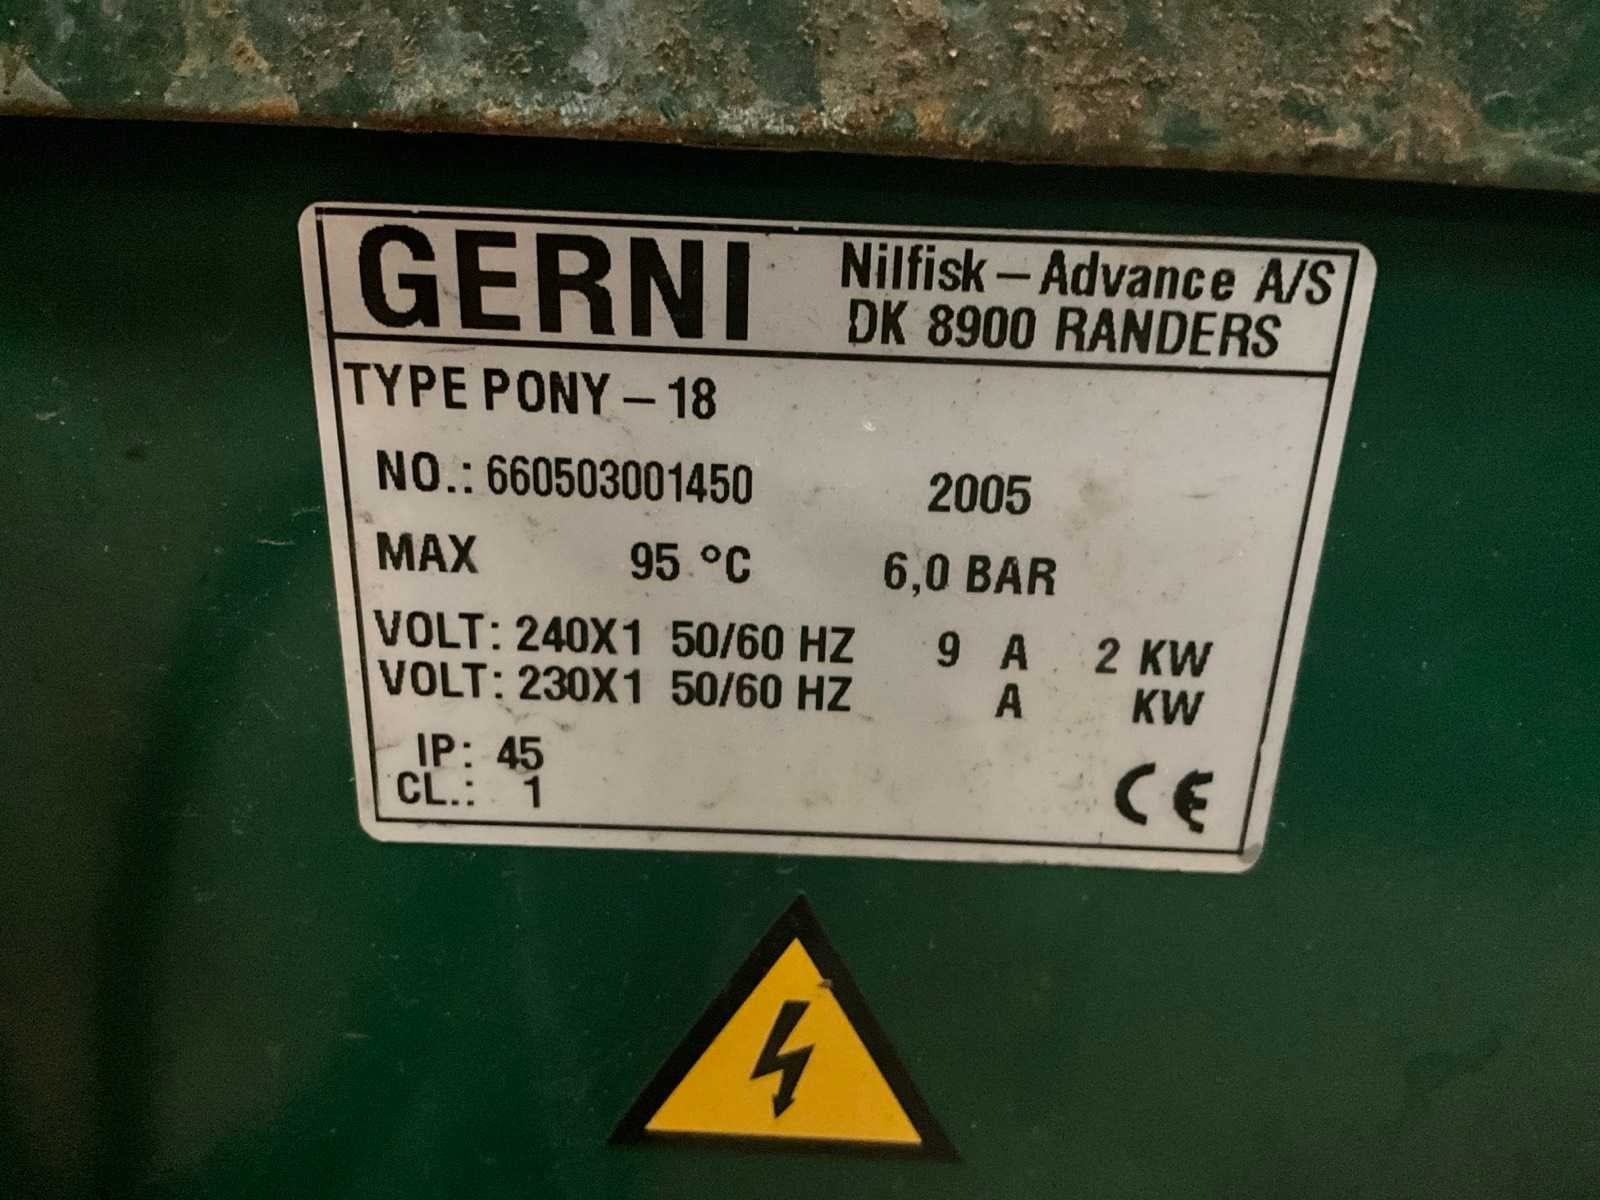 GERNI
Nilfisk – Advance A/S
DK 8900 RANDERS
TYPE PONY – 18
NO.: 660503001450 2005
MAX 95 °C 6,0 BAR
VOLT: 240X1 50/60 HZ 9 A 2 KW
VOLT: 230X1 50/60 HZ A KW
IP: 45
CL.: 1
CE